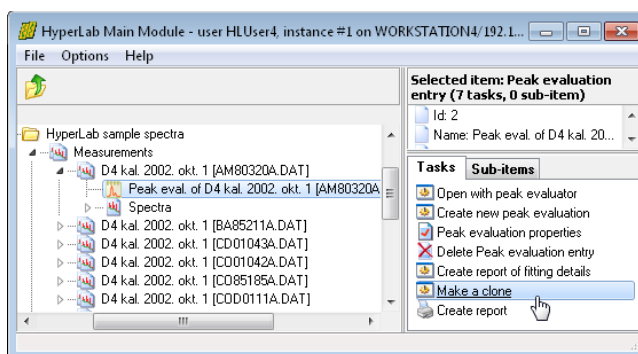 HyperLab Main Module - user HLUser4, instance #1 on WORKSTATION4/192.1...
File Options Help
HyperLab sample spectra
Measurements
D4 kal. 2002. okt. 1 [AM80320A.DAT]
Peak eval. of D4 kal. 2002. okt. 1 [AM80320A
Spectra
D4 kal. 2002. okt. 1 [BA85211A.DAT]
D4 kal. 2002. okt. 1 [CD01043A.DAT]
D4 kal. 2002. okt. 1 [CO01042A.DAT]
D4 kal. 2002. okt. 1 [CO85185A.DAT]
D4 kal. 2002. okt. 1 [COD0111A.DAT]
Selected item: Peak evaluation
entry (7 tasks, 0 sub-item)
Id: 2
Name: Peak eval. of D4 kal. 20...
Tasks Sub-items
Open with peak evaluator
Create new peak evaluation
Peak evaluation properties
Delete Peak evaluation entry
Create report of fitting details
Make a clone
Create report